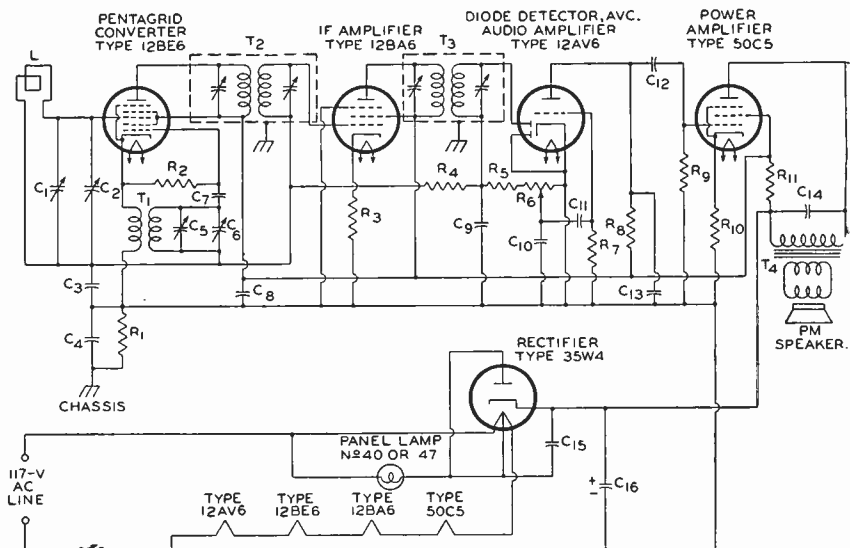 PENTAGRID
CONVERTER
TYPE 12BE6
T2
IF AMPLIFIER
TYPE 12BA6
T3
DIODE DETECTOR, AVC.
AUDIO AMPLIFIER
TYPE 12AV6
POWER
AMPLIFIER
TYPE 50C5
L
C12
R2
C7
C1
C2
T1
C5
C6
R3
R4
R5
R6
C9
C10
C11
R7
R8
R9
R10
R11
C14
C3
C8
C13
T4
C4
R1
PM
SPEAKER.
CHASSIS
RECTIFIER
TYPE 35W4
PANEL LAMP
Nº40 OR 47
C15
117-V
AC
LINE
C16
+
-
TYPE
12AV6
TYPE
12BE6
TYPE
12BA6
TYPE
50C5